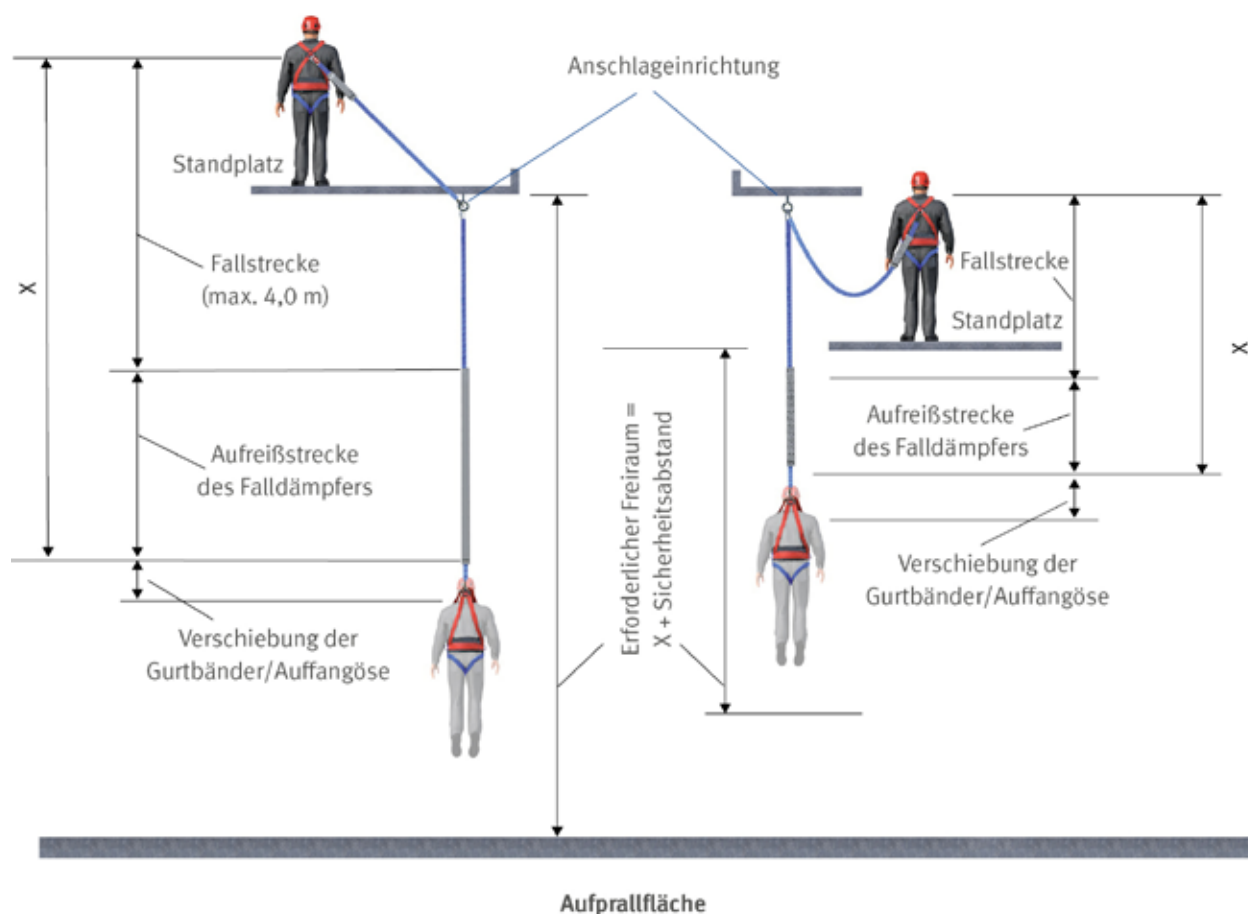 Anschlageinrichtung
Standplatz
Fallstrecke
(max. 4,0 m)
X
Aufreißstrecke
des Falldämpfers
Verschiebung der
Gurtbänder/Auffangöse
Erforderlicher Freiraum =
X + Sicherheitsabstand
Fallstrecke
Standplatz
X
Aufreißstrecke
des Falldämpfers
Verschiebung der
Gurtbänder/Auffangöse
Aufprallfläche